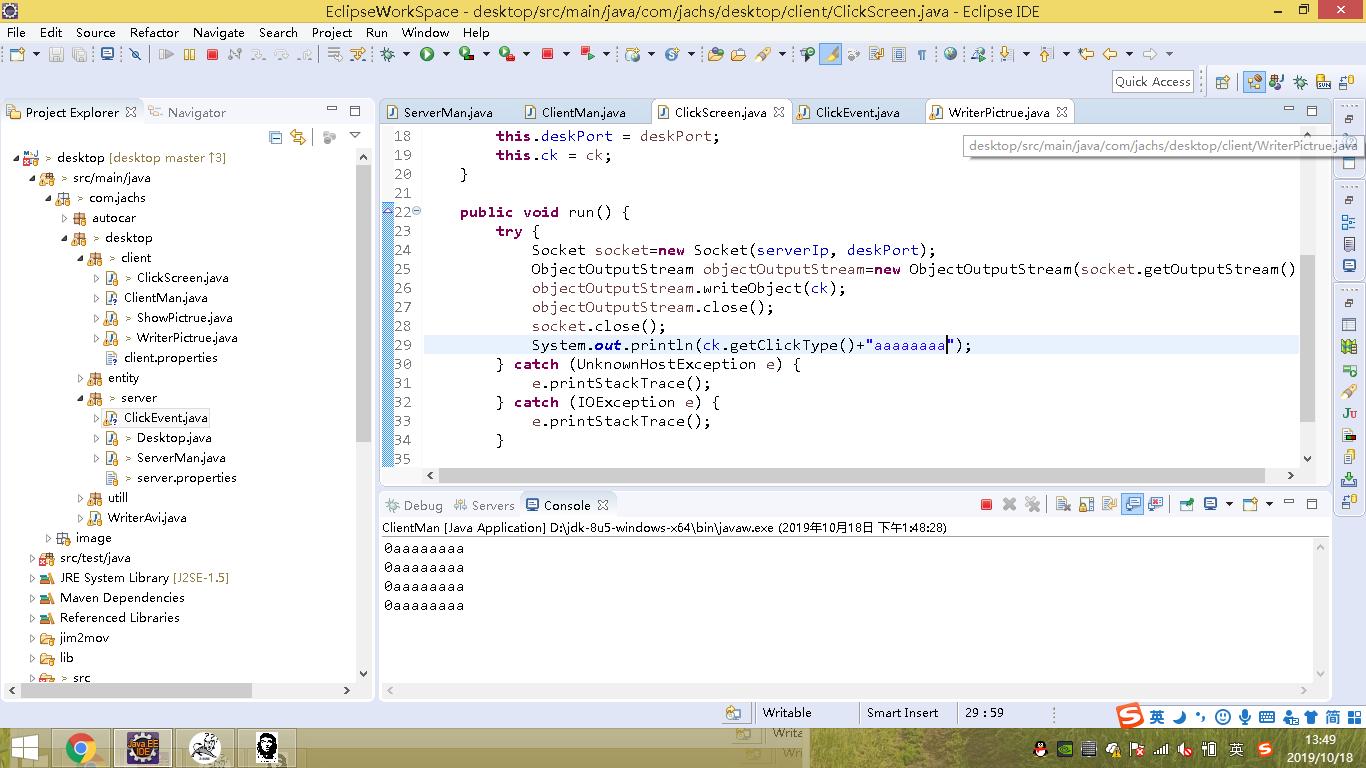 EclipseWorkSpace - desktop/src/main/java/com/jachs/desktop/client/ClickScreen.java - Eclipse IDE
File Edit Source Refactor Navigate Search Project Run Window Help
Quick Access
Project Explorer Navigator
ServerMan.java ClientMan.java ClickScreen.java ClickEvent.java WriterPictrue.java
desktop/src/main/java/com/jachs/desktop/client/WriterPictrue.java
> desktop [desktop master ↑3]
> src/main/java
> com.jachs
autocar
> desktop
> client
> ClickScreen.java
ClientMan.java
> ShowPictrue.java
> WriterPictrue.java
client.properties
entity
> server
ClickEvent.java
> Desktop.java
> ServerMan.java
> server.properties
utill
WriterAvi.java
image
src/test/java
JRE System Library [J2SE-1.5]
Maven Dependencies
Referenced Libraries
jim2mov
lib
> src
18 this.deskPort = deskPort;
19 this.ck = ck;
20 }
21
22 public void run() {
23 try {
24 Socket socket=new Socket(serverIp, deskPort);
25 ObjectOutputStream objectOutputStream=new ObjectOutputStream(socket.getOutputStream()
26 objectOutputStream.writeObject(ck);
27 objectOutputStream.close();
28 socket.close();
29 System.out.println(ck.getClickType()+"aaaaaaaa");
30 } catch (UnknownHostException e) {
31 e.printStackTrace();
32 } catch (IOException e) {
33 e.printStackTrace();
34 }
35
Debug Servers Console
ClientMan [Java Application] D:\jdk-8u5-windows-x64\bin\javaw.exe (2019年10月18日 下午1:48:28)
0aaaaaaaa
0aaaaaaaa
0aaaaaaaa
0aaaaaaaa
Writable Smart Insert 29 : 59
英 简
Java EE IDE
英
13:49
2019/10/18